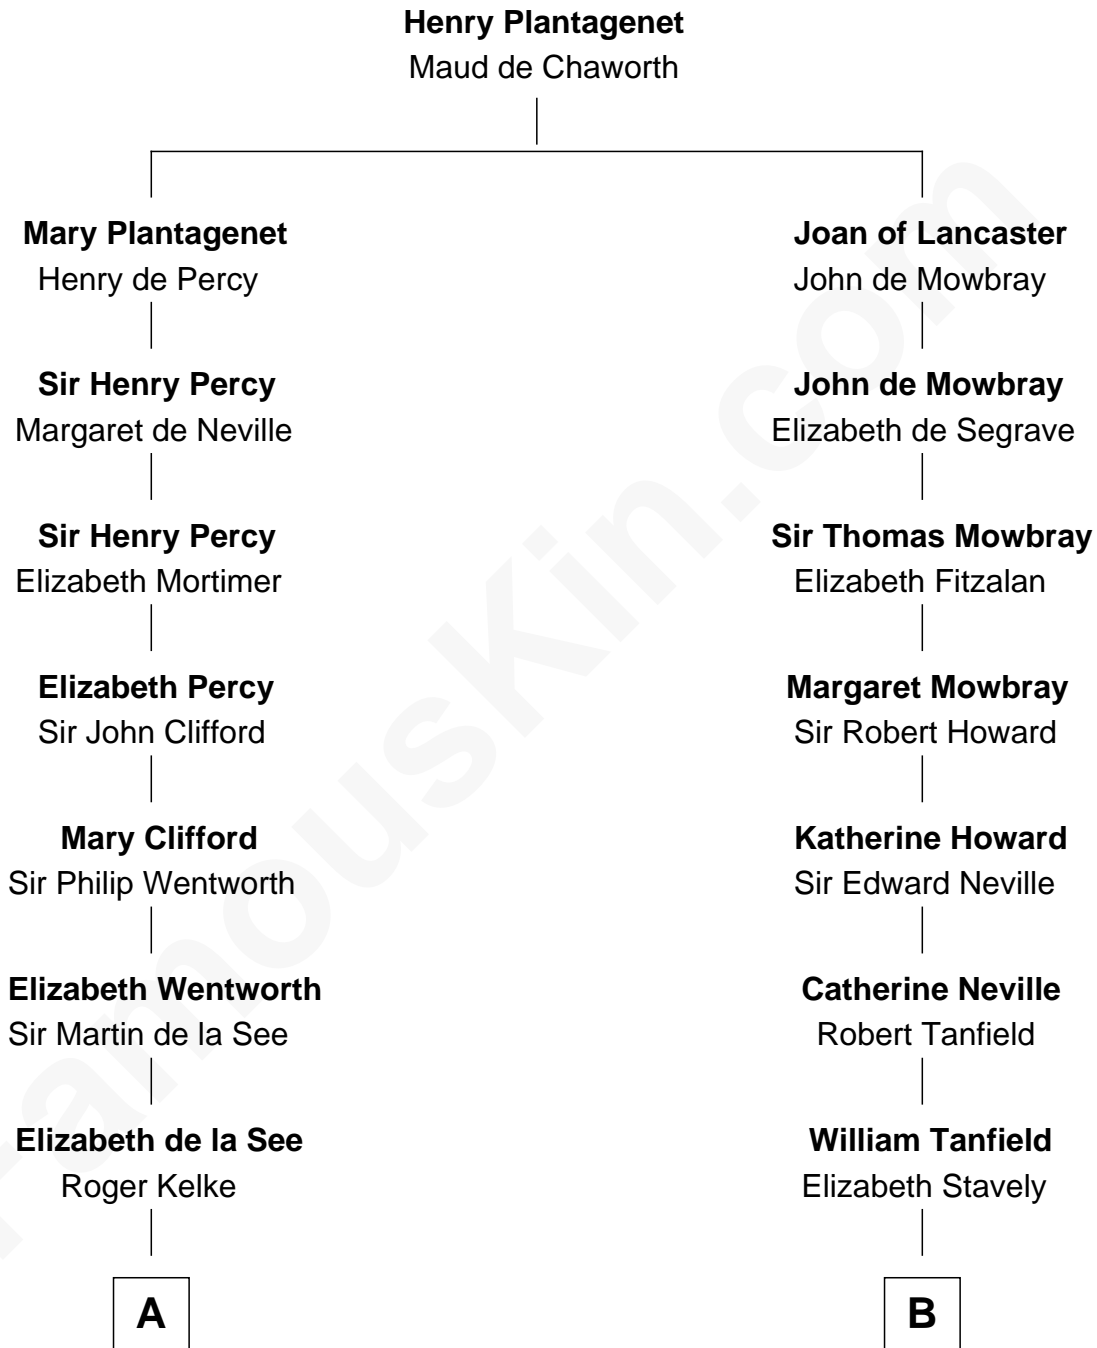 Henry Plantagenet
Maud de Chaworth
Mary Plantagenet
Henry de Percy
Joan of Lancaster
John de Mowbray
Sir Henry Percy
Margaret de Neville
John de Mowbray
Elizabeth de Segrave
Sir Henry Percy
Elizabeth Mortimer
Sir Thomas Mowbray
Elizabeth Fitzalan
Elizabeth Percy
Sir John Clifford
Margaret Mowbray
Sir Robert Howard
Mary Clifford
Sir Philip Wentworth
Katherine Howard
Sir Edward Neville
Elizabeth Wentworth
Sir Martin de la See
Catherine Neville
Robert Tanfield
Elizabeth de la See
Roger Kelke
William Tanfield
Elizabeth Stavely
A
B
FamousKin.com